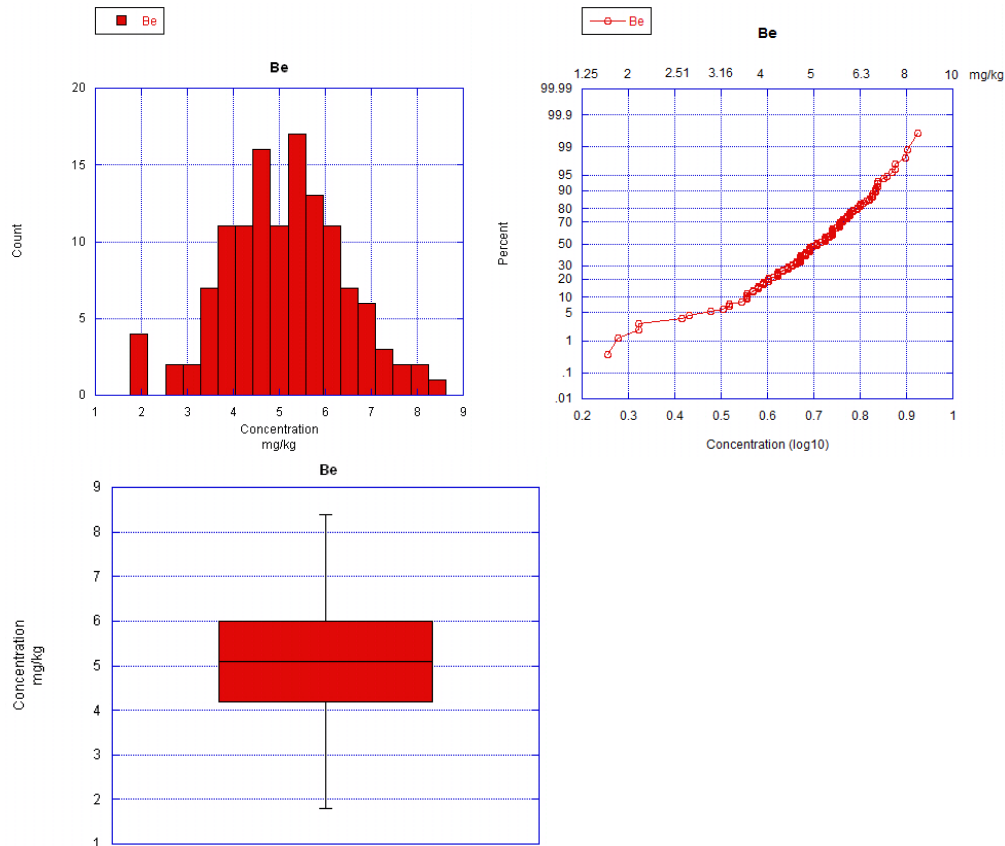 Be
Be
20
15
10
5
0
Count
1 2 3 4 5 6 7 8 9
Concentration
mg/kg
Be
Be
1.25 2 2.51 3.16 4 5 6.3 8 10 mg/kg
99.99
99.9
99
95
90
80
70
50
30
20
10
5
1
.1
.01
Percent
0.2 0.3 0.4 0.5 0.6 0.7 0.8 0.9 1
Concentration (log10)
Be
9
8
7
6
5
4
3
2
1
Concentration
mg/kg